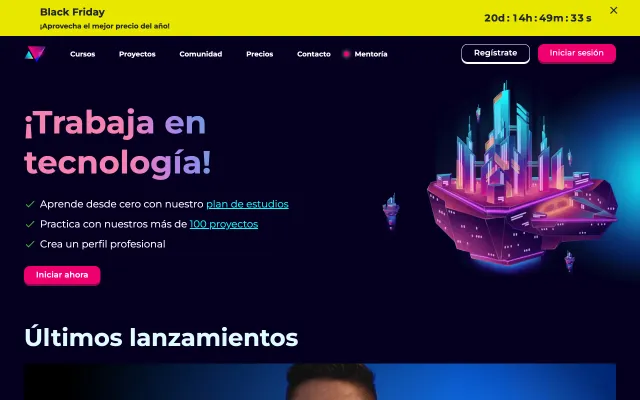 Black Friday
¡Aprovecha el mejor precio del año!
20d : 14h : 49m : 33 s
Cursos Proyectos Comunidad Precios Contacto Mentoría Regístrate Iniciar sesión
¡Trabaja en
tecnología!
Aprende desde cero con nuestro plan de estudios
Practica con nuestros más de 100 proyectos
Crea un perfil profesional
Iniciar ahora
Últimos lanzamientos